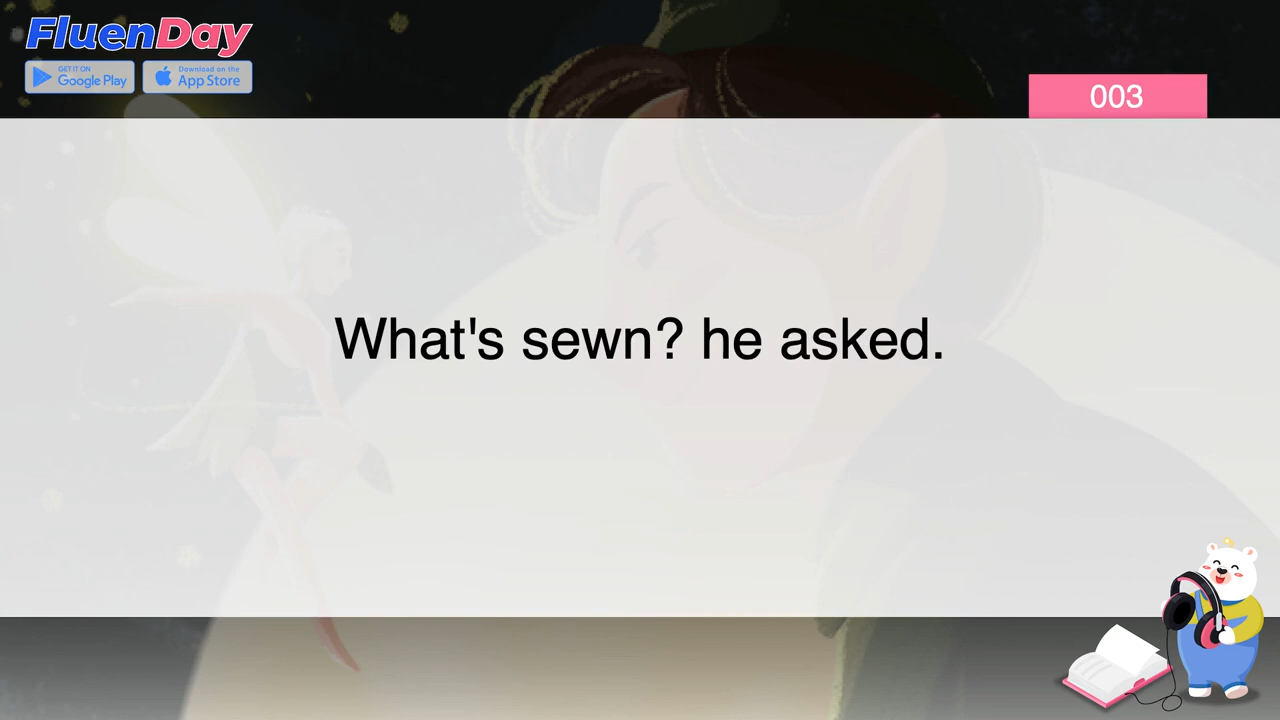 FluenDay
GET IT ON
Google Play
Download on the
App Store
003
What's sewn? he asked.